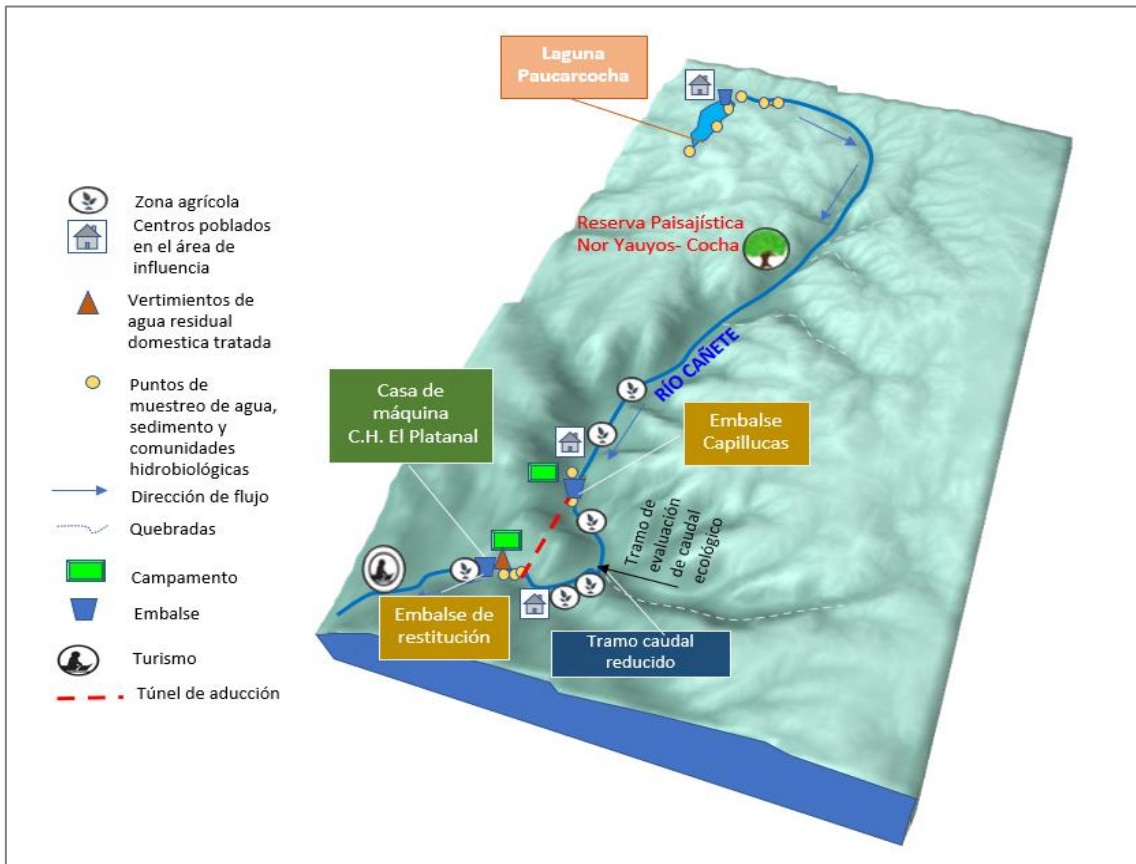 Laguna
Paucarcocha
Zona agrícola
Centros poblados
en el área de
influencia
Vertimientos de
agua residual
domestica tratada
Puntos de
muestreo de agua,
sedimento y
comunidades
hidrobiológicas
Dirección de flujo
Quebradas
Campamento
Embalse
Turismo
Túnel de aducción
Reserva Paisajística
Nor Yauyos- Cocha
RÍO CAÑETE
Casa de
máquina
C.H. El Platanal
Embalse
Capillucas
Tramo de
evaluación
de caudal
ecológico
Embalse de
restitución
Tramo caudal
reducido